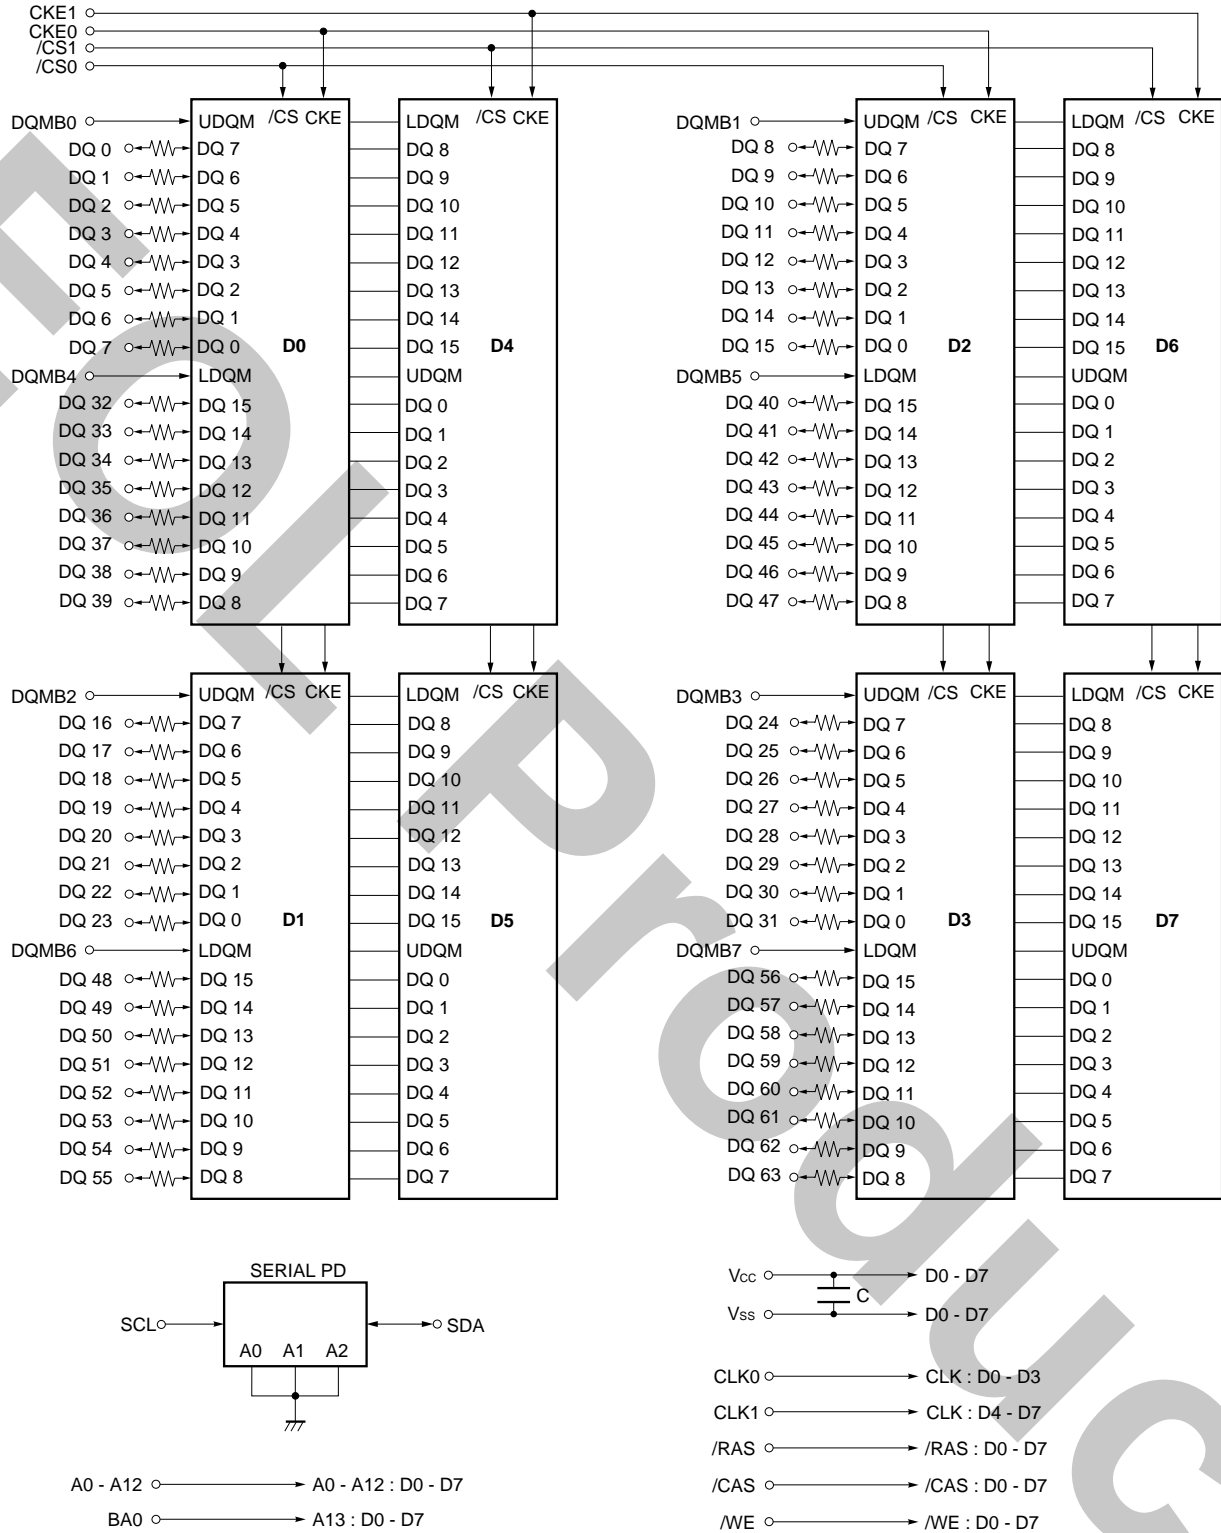 CKE1
CKE0
/CS1
/CS0
DQMB0 UDQM /CS CKE LDQM /CS CKE DQMB1 UDQM /CS CKE LDQM /CS CKE
DQ 0 DQ 7 DQ 8 DQ 8 DQ 7 DQ 8
DQ 1 DQ 6 DQ 9 DQ 9 DQ 6 DQ 9
DQ 2 DQ 5 DQ 10 DQ 10 DQ 5 DQ 10
DQ 3 DQ 4 DQ 11 DQ 11 DQ 4 DQ 11
DQ 4 DQ 3 DQ 12 DQ 12 DQ 3 DQ 12
DQ 5 DQ 2 DQ 13 DQ 13 DQ 2 DQ 13
DQ 6 DQ 1 DQ 14 DQ 14 DQ 1 DQ 14
DQ 7 DQ 0 D0 DQ 15 D4 DQ 15 DQ 0 D2 DQ 15 D6
DQMB4 LDQM UDQM DQMB5 LDQM UDQM
DQ 32 DQ 15 DQ 0 DQ 40 DQ 15 DQ 0
DQ 33 DQ 14 DQ 1 DQ 41 DQ 14 DQ 1
DQ 34 DQ 13 DQ 2 DQ 42 DQ 13 DQ 2
DQ 35 DQ 12 DQ 3 DQ 43 DQ 12 DQ 3
DQ 36 DQ 11 DQ 4 DQ 44 DQ 11 DQ 4
DQ 37 DQ 10 DQ 5 DQ 45 DQ 10 DQ 5
DQ 38 DQ 9 DQ 6 DQ 46 DQ 9 DQ 6
DQ 39 DQ 8 DQ 7 DQ 47 DQ 8 DQ 7
DQMB2 UDQM /CS CKE LDQM /CS CKE DQMB3 UDQM /CS CKE LDQM /CS CKE
DQ 16 DQ 7 DQ 8 DQ 24 DQ 7 DQ 8
DQ 17 DQ 6 DQ 9 DQ 25 DQ 6 DQ 9
DQ 18 DQ 5 DQ 10 DQ 26 DQ 5 DQ 10
DQ 19 DQ 4 DQ 11 DQ 27 DQ 4 DQ 11
DQ 20 DQ 3 DQ 12 DQ 28 DQ 3 DQ 12
DQ 21 DQ 2 DQ 13 DQ 29 DQ 2 DQ 13
DQ 22 DQ 1 DQ 14 DQ 30 DQ 1 DQ 14
DQ 23 DQ 0 D1 DQ 15 D5 DQ 31 DQ 0 D3 DQ 15 D7
DQMB6 LDQM UDQM DQMB7 LDQM UDQM
DQ 48 DQ 15 DQ 0 DQ 56 DQ 15 DQ 0
DQ 49 DQ 14 DQ 1 DQ 57 DQ 14 DQ 1
DQ 50 DQ 13 DQ 2 DQ 58 DQ 13 DQ 2
DQ 51 DQ 12 DQ 3 DQ 59 DQ 12 DQ 3
DQ 52 DQ 11 DQ 4 DQ 60 DQ 11 DQ 4
DQ 53 DQ 10 DQ 5 DQ 61 DQ 10 DQ 5
DQ 54 DQ 9 DQ 6 DQ 62 DQ 9 DQ 6
DQ 55 DQ 8 DQ 7 DQ 63 DQ 8 DQ 7
SERIAL PD
SCL SDA
A0 A1 A2
Vcc D0 - D7
C
Vss D0 - D7
CLK0 CLK : D0 - D3
CLK1 CLK : D4 - D7
/RAS /RAS : D0 - D7
A0 - A12 A0 - A12 : D0 - D7
/CAS /CAS : D0 - D7
BA0 A13 : D0 - D7
/WE /WE : D0 - D7
EOL Produc